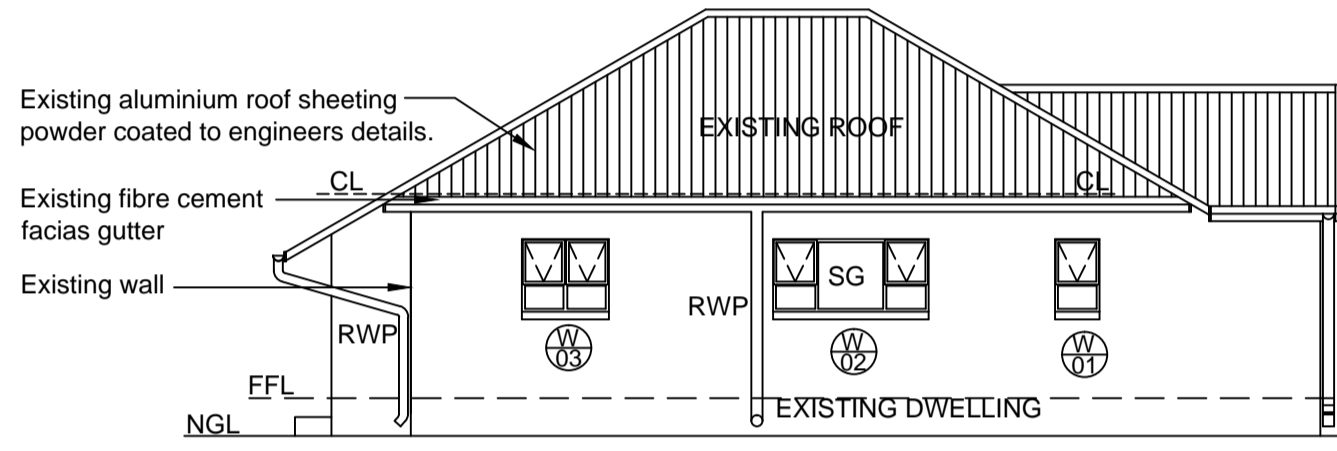 Existing aluminium roof sheeting
powder coated to engineers details.
EXISTING ROOF
CL
CL
Existing fibre cement
facias gutter
Existing wall
SG
RWP
RWP
W
03
W
02
W
01
FFL
EXISTING DWELLING
NGL